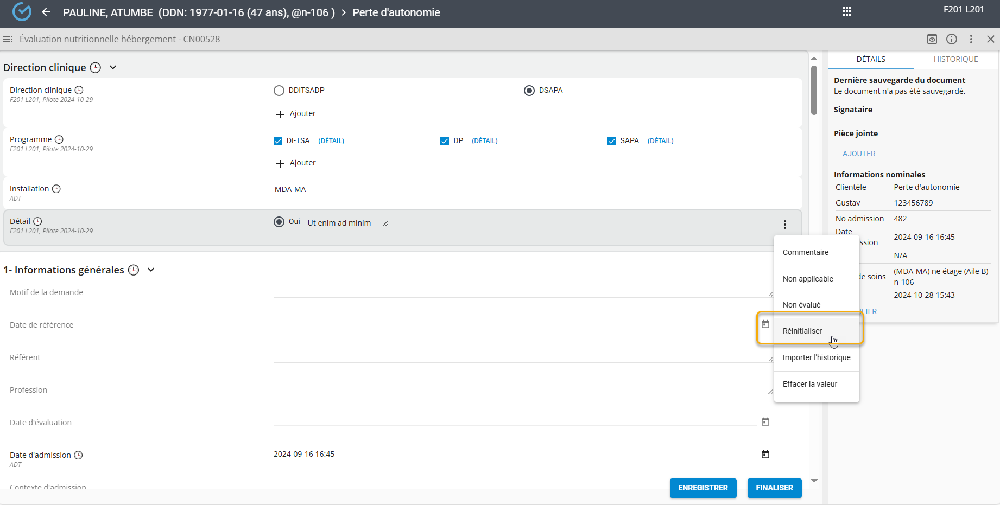 PAULINE, ATUMBE (DDN: 1977-01-16 (47 ans), @n-106 ) > Perte d'autonomie
F201 L201
Évaluation nutritionnelle hébergement - CN00528
Direction clinique
Direction clinique
F201 L201, Pilote 2024-10-29
DDITSADP
DSAPA
+ Ajouter
Programme
F201 L201, Pilote 2024-10-29
DI-TSA (DÉTAIL)
DP (DÉTAIL)
SAPA (DÉTAIL)
+ Ajouter
Installation
ADT
MDA-MA
Détail
F201 L201, Pilote 2024-10-29
Oui
Ut enim ad minim
1- Informations générales
Motif de la demande
Date de référence
Référent
Profession
Date d'évaluation
Date d'admission
ADT
2024-09-16 16:45
Contexte d'admission
ENREGISTRER
FINALISER
Commentaire
Non applicable
Non évalué
Réinitialiser
Importer l'historique
Effacer la valeur
DÉTAILS
HISTORIQUE
Dernière sauvegarde du document
Le document n'a pas été sauvegardé.
Signataire
Pièce jointe
AJOUTER
Informations nominales
Clientèle Perte d'autonomie
Gustav 123456789
No admission 482
Date
ssion
2024-09-16 16:45
N/A
de soins
(MDA-MA) ne étage (Aile B)-
n-106
2024-10-28 15:43
IFIER